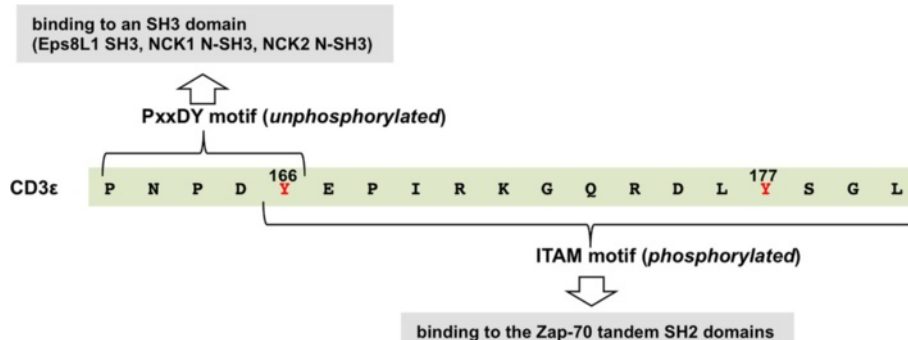 binding to an SH3 domain
(Eps8L1 SH3, NCK1 N-SH3, NCK2 N-SH3)
PxxDY motif (unphosphorylated)
166 177
CD3ε P N P D Y E P I R K G Q R D L Y S G L
ITAM motif (phosphorylated)
binding to the Zap-70 tandem SH2 domains